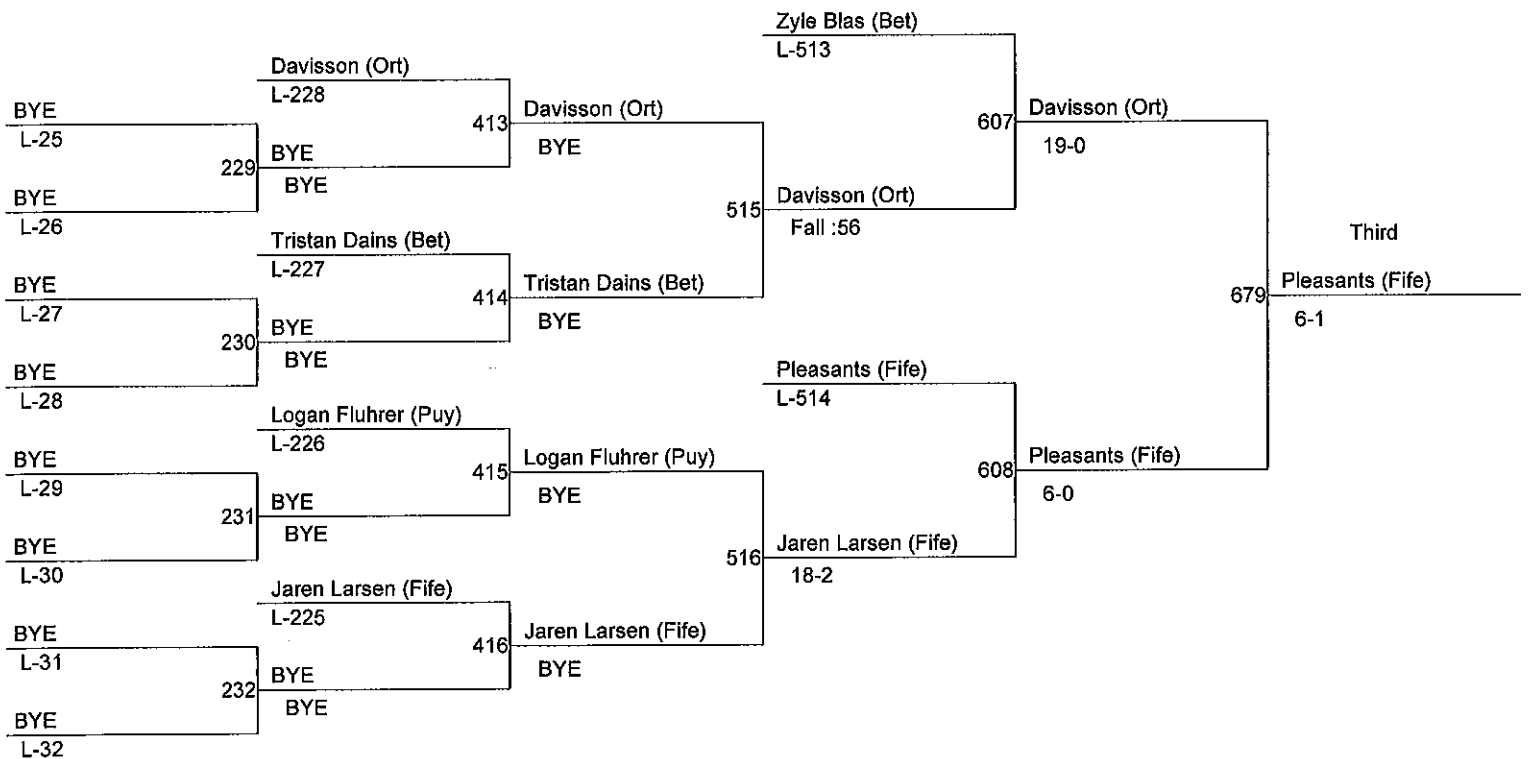 Zyle Blas (Bet)
L-513
Davisson (Ort)
L-228
BYE
L-25
413
Davisson (Ort)
BYE
607
Davisson (Ort)
19-0
229
BYE
BYE
BYE
L-26
515
Davisson (Ort)
Fall :56
Tristan Dains (Bet)
L-227
Third
BYE
L-27
414
Tristan Dains (Bet)
BYE
679
Pleasants (Fife)
6-1
230
BYE
BYE
BYE
L-28
Pleasants (Fife)
L-514
Logan Fluhrer (Puy)
L-226
BYE
L-29
415
Logan Fluhrer (Puy)
BYE
608
Pleasants (Fife)
6-0
231
BYE
BYE
BYE
L-30
516
Jaren Larsen (Fife)
18-2
Jaren Larsen (Fife)
L-225
BYE
L-31
416
Jaren Larsen (Fife)
BYE
232
BYE
BYE
BYE
L-32